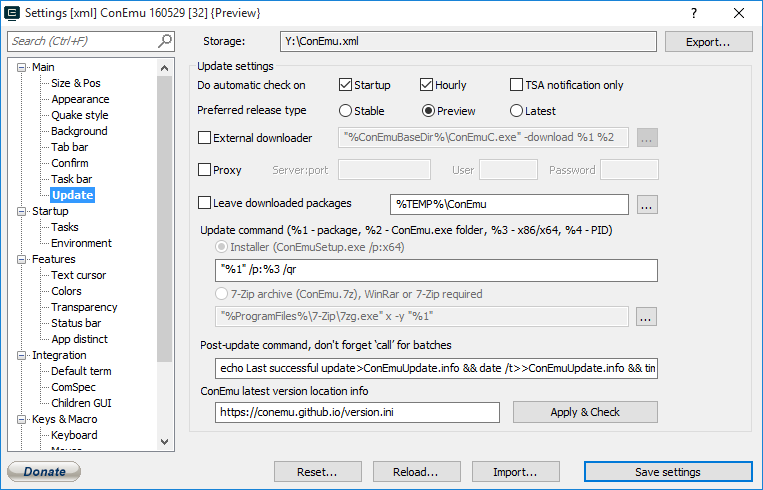 Settings [xml] ConEmu 160529 [32] {Preview}
Search (Ctrl+F)
Main
Size & Pos
Appearance
Quake style
Background
Tab bar
Confirm
Task bar
Update
Startup
Tasks
Environment
Features
Text cursor
Colors
Transparency
Status bar
App distinct
Integration
Default term
ComSpec
Children GUI
Keys & Macro
Keyboard
Storage: Y:\ConEmu.xml Export...
Update settings
Do automatic check on Startup Hourly TSA notification only
Preferred release type Stable Preview Latest
External downloader "%ConEmuBaseDir%\ConEmuC.exe" -download %1 %2 ...
Proxy Server:port User Password
Leave downloaded packages %TEMP%\ConEmu ...
Update command (%1 - package, %2 - ConEmu.exe folder, %3 - x86/x64, %4 - PID)
Installer (ConEmuSetup.exe /p:x64)
"%1" /p:%3 /qr
7-Zip archive (ConEmu.7z), WinRar or 7-Zip required
"%ProgramFiles%\7-Zip\7zg.exe" x -y "%1" ...
Post-update command, don't forget 'call' for batches
echo Last successful update>ConEmuUpdate.info && date /t>>ConEmuUpdate.info && tim
ConEmu latest version location info
https://conemu.github.io/version.ini Apply & Check
Donate Reset... Reload... Import... Save settings